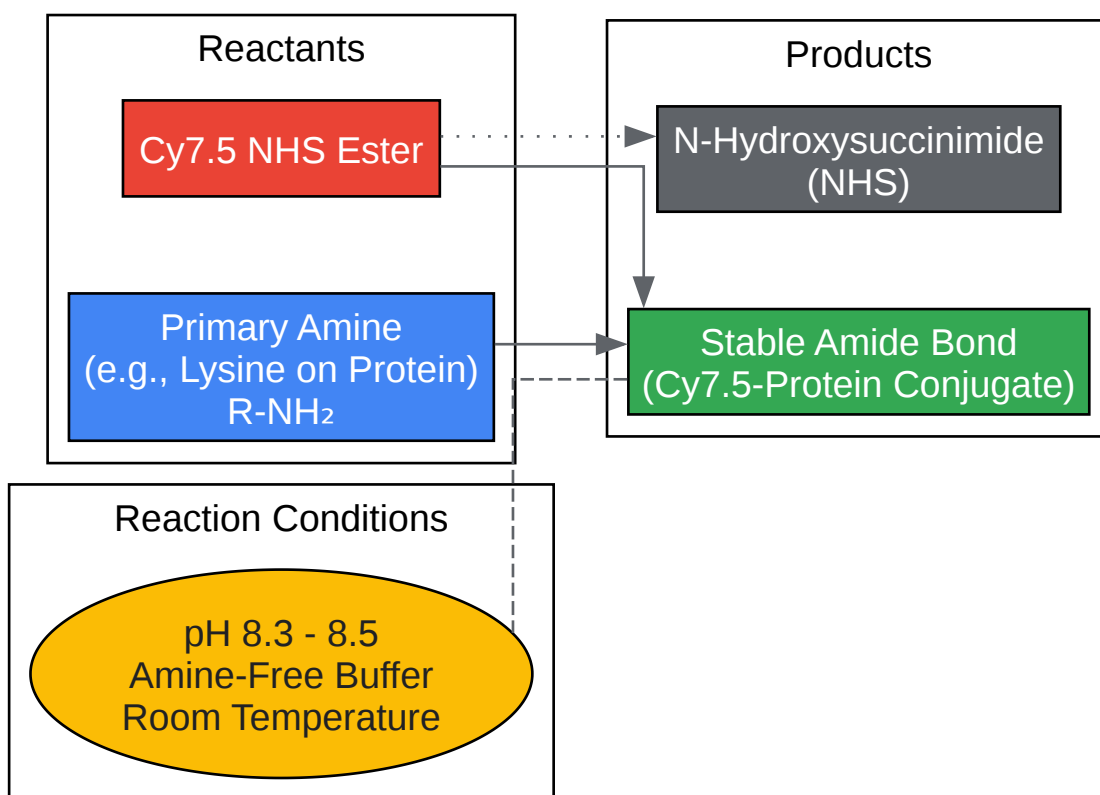 Reactants
Cy7.5 NHS Ester
Primary Amine
(e.g., Lysine on Protein)
R-NH₂
Products
N-Hydroxysuccinimide
(NHS)
Stable Amide Bond
(Cy7.5-Protein Conjugate)
Reaction Conditions
pH 8.3 - 8.5
Amine-Free Buffer
Room Temperature